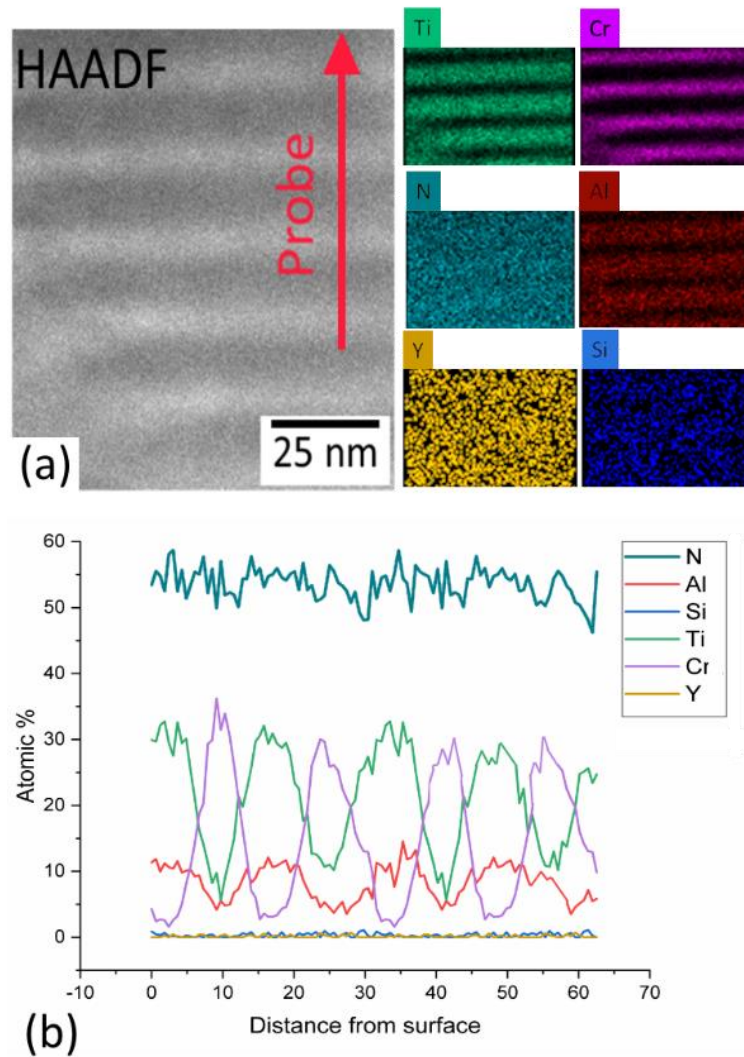 HAADF
Probe
25 nm
(a)
Ti
Cr
N
Al
Y
Si
60
50
40
30
20
10
0
Atomic %
-10 0 10 20 30 40 50 60 70
Distance from surface
N
Al
Si
Ti
Cr
Y
(b)